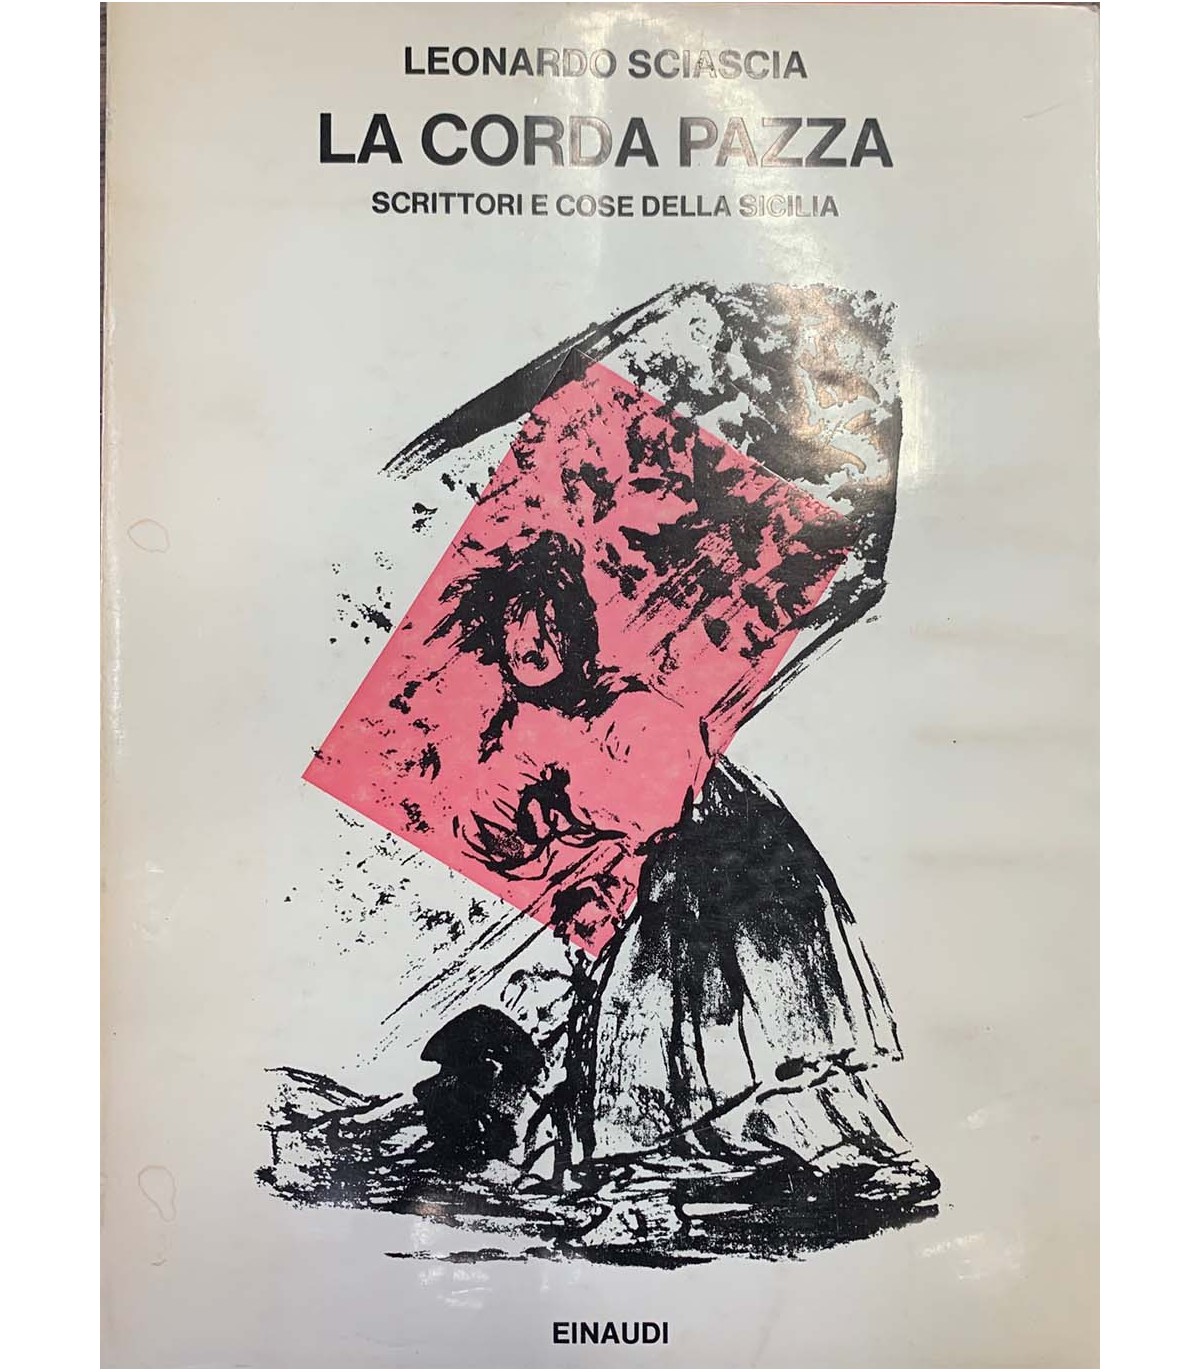 LEONARDO SCIASCIA
LA CORDA PAZZA
SCRITTORI E COSE DELLA SICILIA
EINAUDI